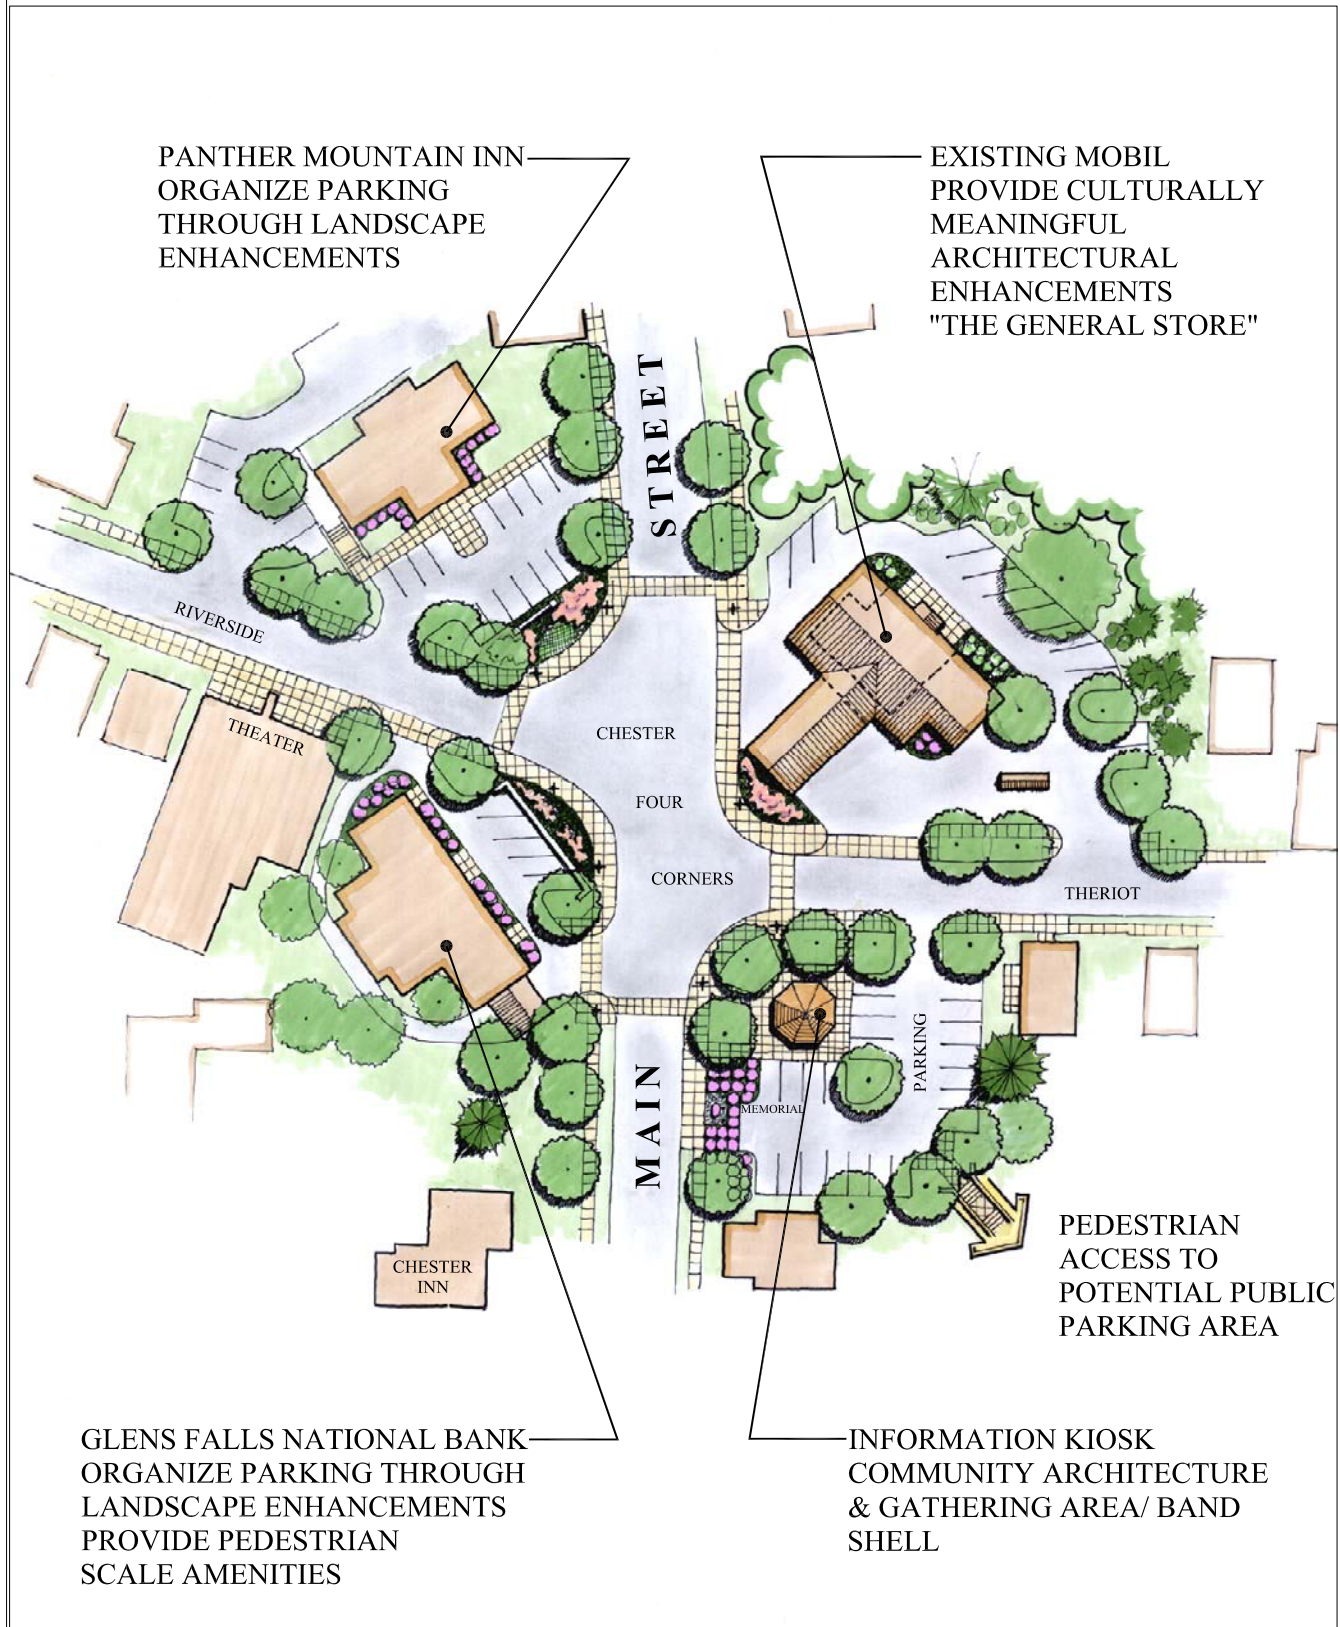 PANTHER MOUNTAIN INN
ORGANIZE PARKING
THROUGH LANDSCAPE
ENHANCEMENTS
EXISTING MOBIL
PROVIDE CULTURALLY
MEANINGFUL
ARCHITECTURAL
ENHANCEMENTS
"THE GENERAL STORE"
STREET
RIVERSIDE
THEATER
CHESTER
FOUR
CORNERS
THERIOT
PARKING
MAIN
MEMORIAL
CHESTER
INN
PEDESTRIAN
ACCESS TO
POTENTIAL PUBLIC
PARKING AREA
GLENS FALLS NATIONAL BANK
ORGANIZE PARKING THROUGH
LANDSCAPE ENHANCEMENTS
PROVIDE PEDESTRIAN
SCALE AMENITIES
INFORMATION KIOSK
COMMUNITY ARCHITECTURE
& GATHERING AREA/ BAND
SHELL